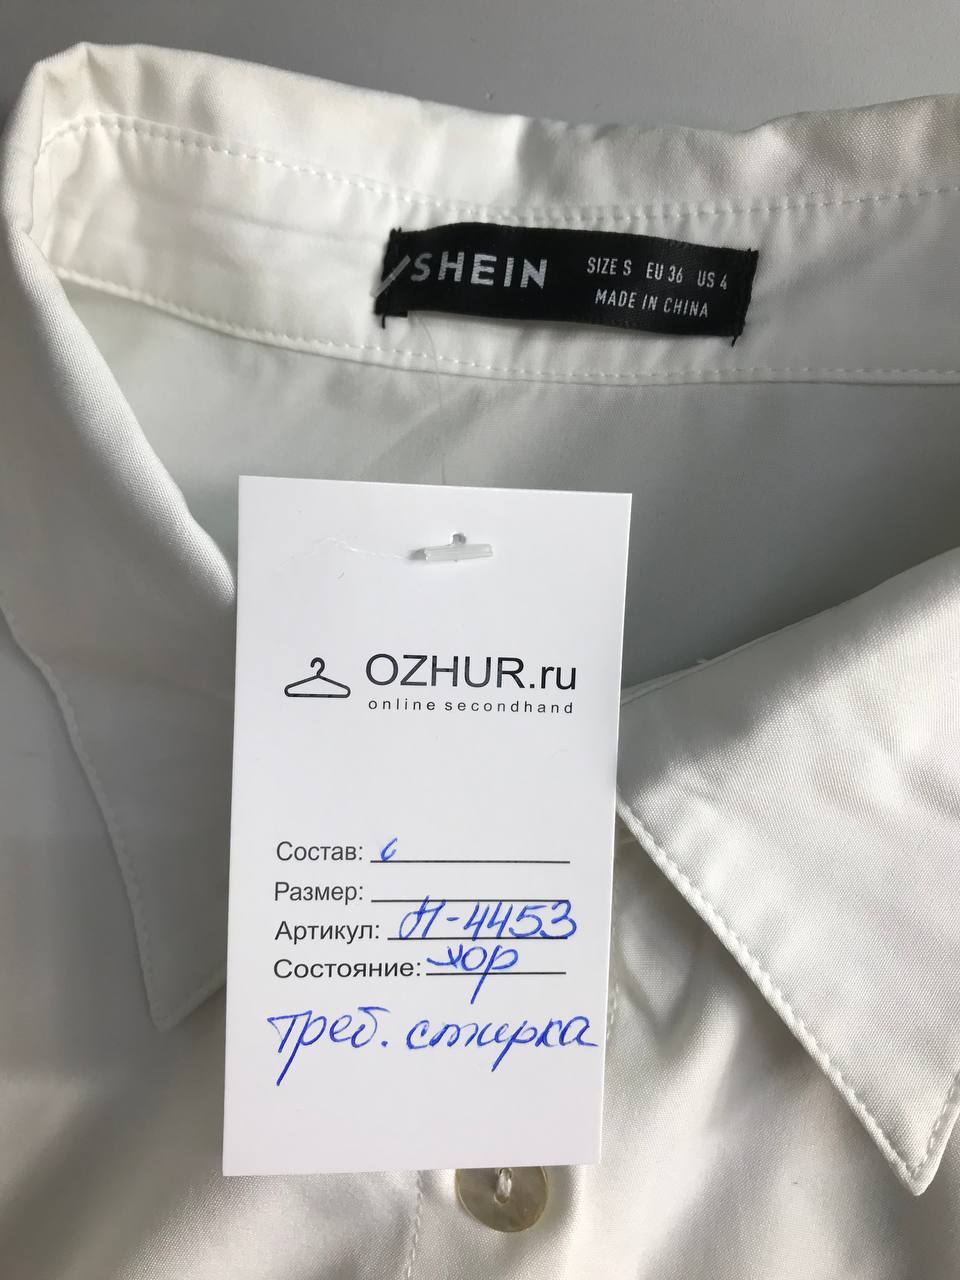 SHEIN SIZE S EU 36 US 4
MADE IN CHINA
OZHUR.ru
online secondhand
Состав:
Размер:
Артикул: Н-4453
Состояние: хор
треб. стирка